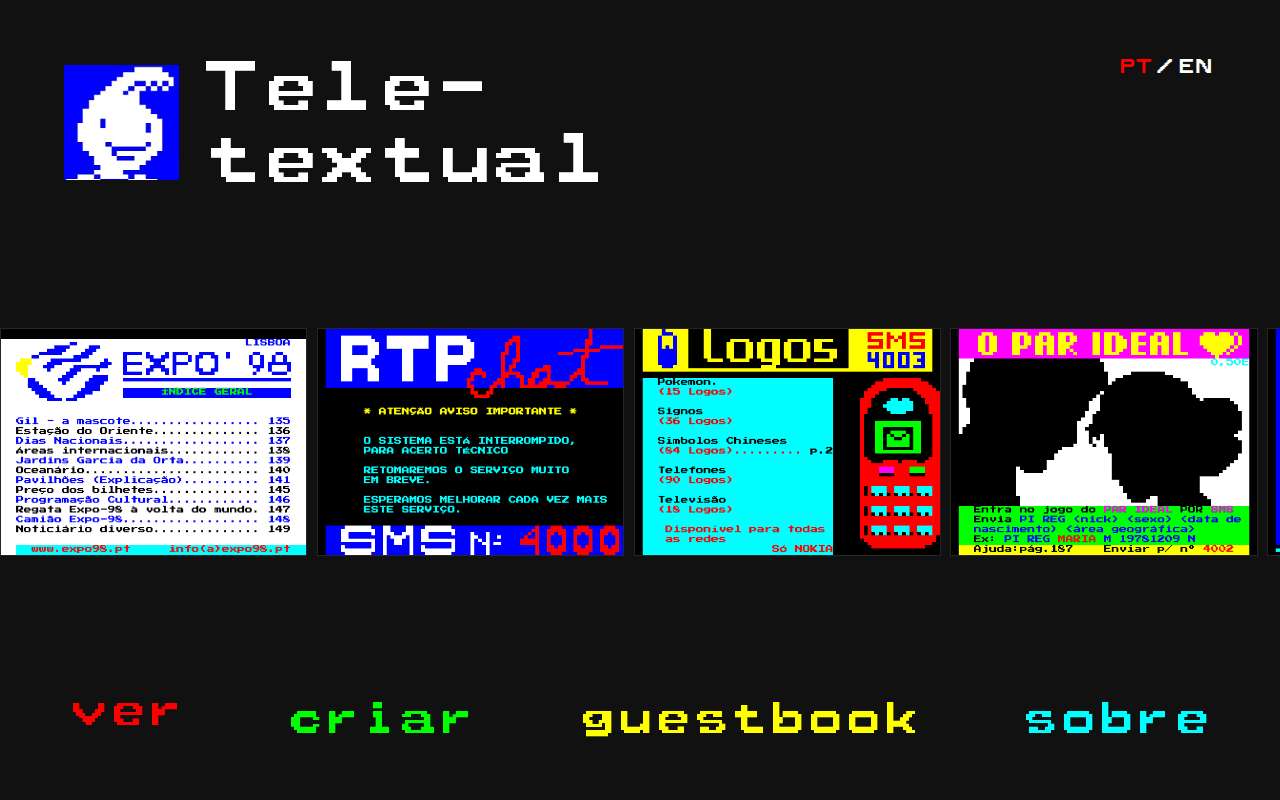 Tele-
textual
PT/EN
LISBOA
EXPO'98
ÍNDICE GERAL
Gil - a mascote................. 135
Estação do Oriente.............. 136
Dias Nacionais.................. 137
Áreas internacionais............ 138
Jardins Garcia da Orta.......... 139
Oceanário....................... 140
Pavilhões (Explicação).......... 141
Preço dos bilhetes.............. 145
Programação Cultural............ 146
Regata Expo-98 à volta do mundo. 147
Camião Expo-98.................. 148
Noticiário diverso.............. 149
www.expo98.pt info(a)expo98.pt
RTP chat
* ATENÇÃO AVISO IMPORTANTE *
O SISTEMA ESTá INTERROMPIDO,
PARA ACERTO TéCNICO
RETOMAREMOS O SERVIÇO MUITO
EM BREVE.
ESPERAMOS MELHORAR CADA VEZ MAIS
ESTE SERVIÇO.
SMS Nº 4000
Logos
SMS
4003
Pokemon.
(15 Logos)
Signos
(36 Logos)
Simbolos Chineses
(84 Logos)......... p.2
Telefones
(90 Logos)
Televisão
(18 Logos)
Disponivel para todas
as redes
Só NOKIA
O PAR IDEAL
0,50E
Entra no jogo do PAR IDEAL POR SMS
Envia PI REG (nick) (sexo) (data de
nascimento) (área geográfica)
Ex: PI REG MARIA M 19781209 N
Ajuda:pág.187 Enviar p/ nº 4002
ver
criar
guestbook
sobre